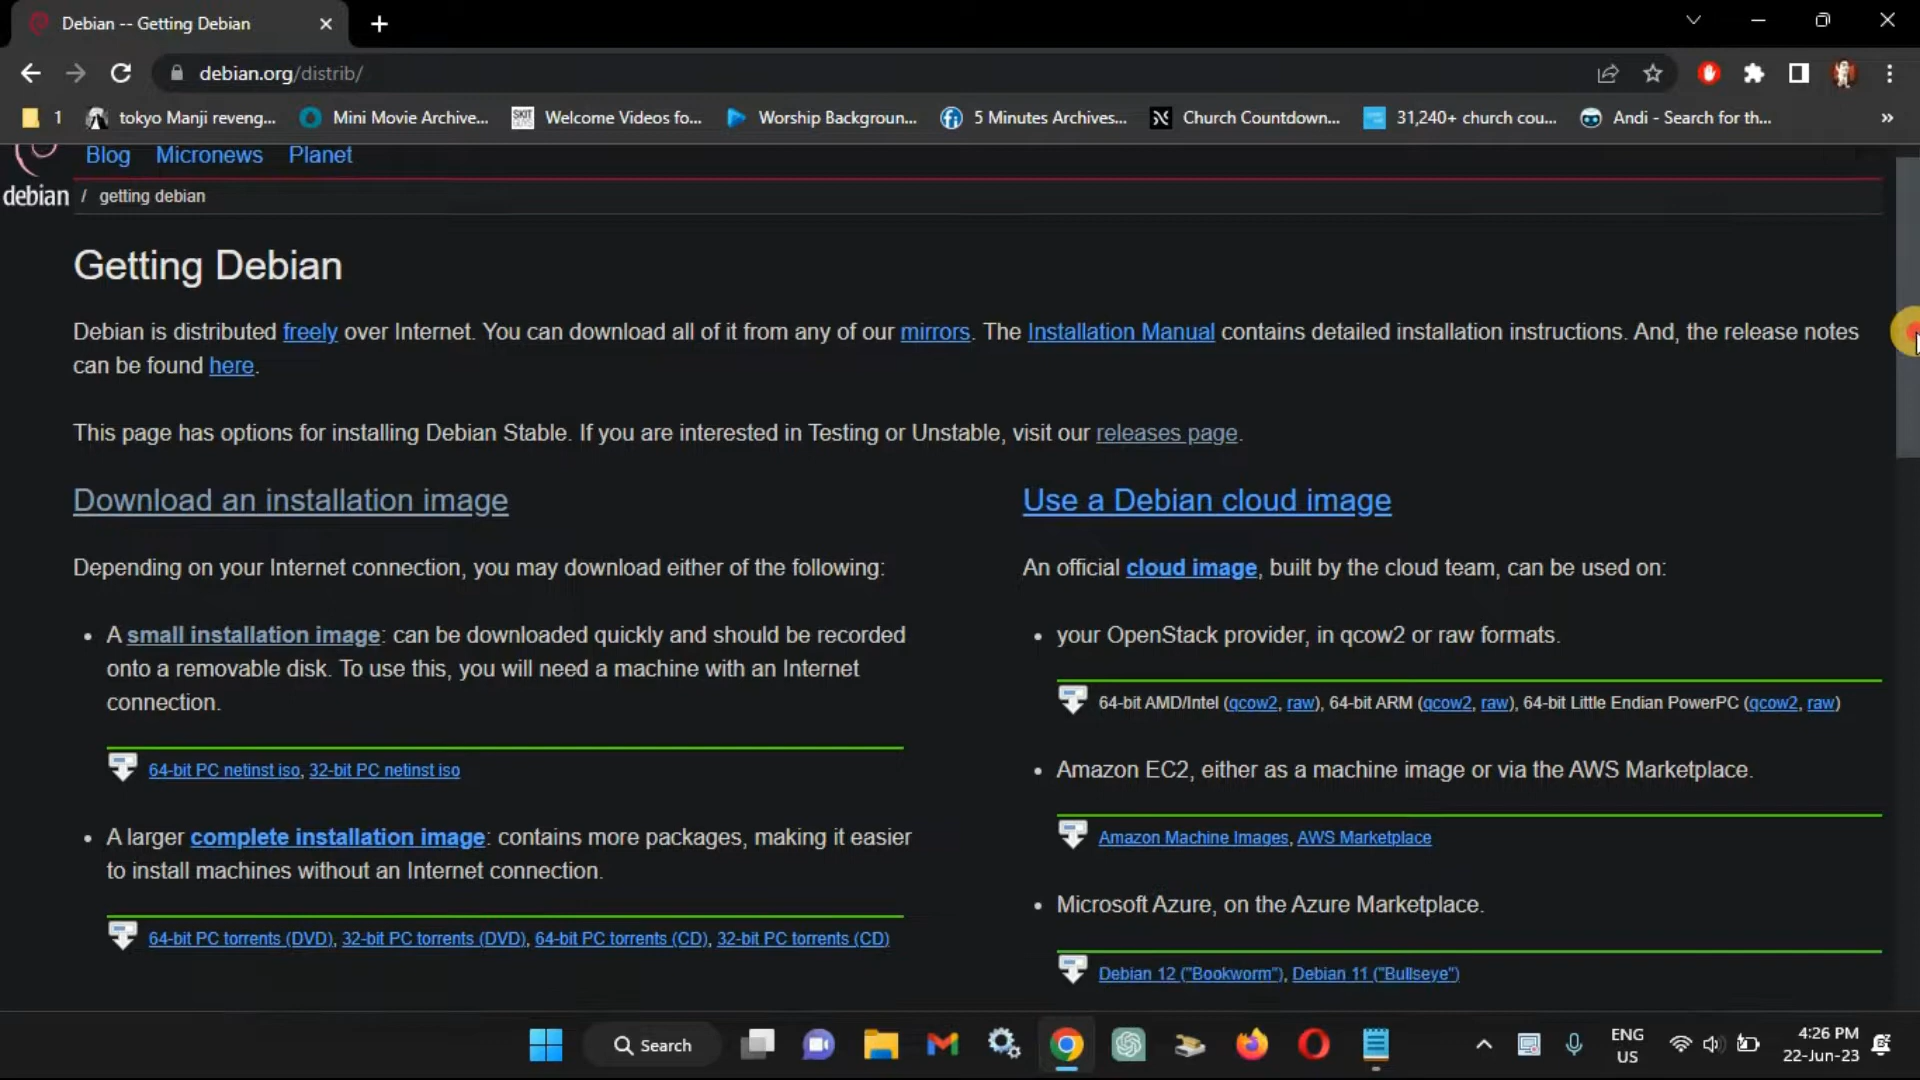 Debian -- Getting Debian
debian.org/distrib/
1
tokyo Manji reveng...
Mini Movie Archive...
SKIT GUYS
Welcome Videos fo...
Worship Backgroun...
5 Minutes Archives...
Church Countdown...
31,240+ church cou...
Andi - Search for th...
»
Blog Micronews Planet
debian / getting debian
Getting Debian
Debian is distributed freely over Internet. You can download all of it from any of our mirrors. The Installation Manual contains detailed installation instructions. And, the release notes
can be found here.
This page has options for installing Debian Stable. If you are interested in Testing or Unstable, visit our releases page.
Download an installation image
Depending on your Internet connection, you may download either of the following:
• A small installation image: can be downloaded quickly and should be recorded
onto a removable disk. To use this, you will need a machine with an Internet
connection.
64-bit PC netinst iso, 32-bit PC netinst iso
• A larger complete installation image: contains more packages, making it easier
to install machines without an Internet connection.
64-bit PC torrents (DVD), 32-bit PC torrents (DVD), 64-bit PC torrents (CD), 32-bit PC torrents (CD)
Use a Debian cloud image
An official cloud image, built by the cloud team, can be used on:
• your OpenStack provider, in qcow2 or raw formats.
64-bit AMD/Intel (qcow2, raw), 64-bit ARM (qcow2, raw), 64-bit Little Endian PowerPC (qcow2, raw)
• Amazon EC2, either as a machine image or via the AWS Marketplace.
Amazon Machine Images, AWS Marketplace
• Microsoft Azure, on the Azure Marketplace.
Debian 12 ("Bookworm"), Debian 11 ("Bullseye")
Search
ENG
US
4:26 PM
22-Jun-23